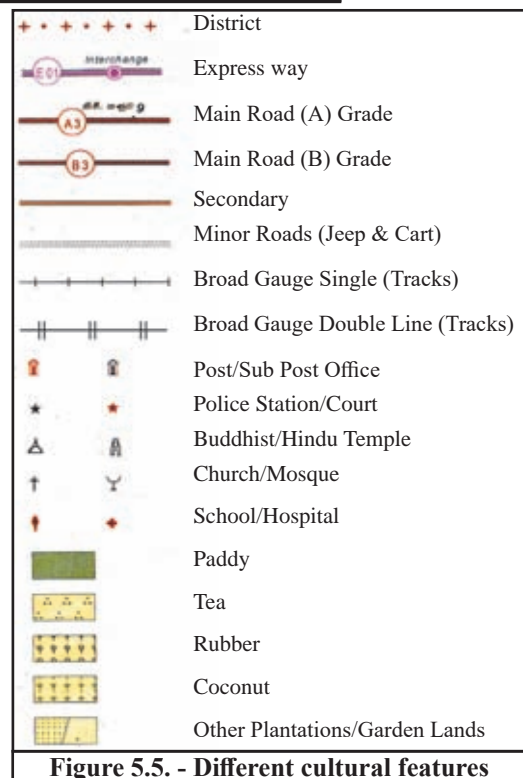 District
Interchange
E01
Express way
A3
Main Road (A) Grade
B3
Main Road (B) Grade
Secondary
Minor Roads (Jeep & Cart)
Broad Gauge Single (Tracks)
Broad Gauge Double Line (Tracks)
Post/Sub Post Office
Police Station/Court
Buddhist/Hindu Temple
Church/Mosque
School/Hospital
Paddy
Tea
Rubber
Coconut
Other Plantations/Garden Lands
Figure 5.5. - Different cultural features